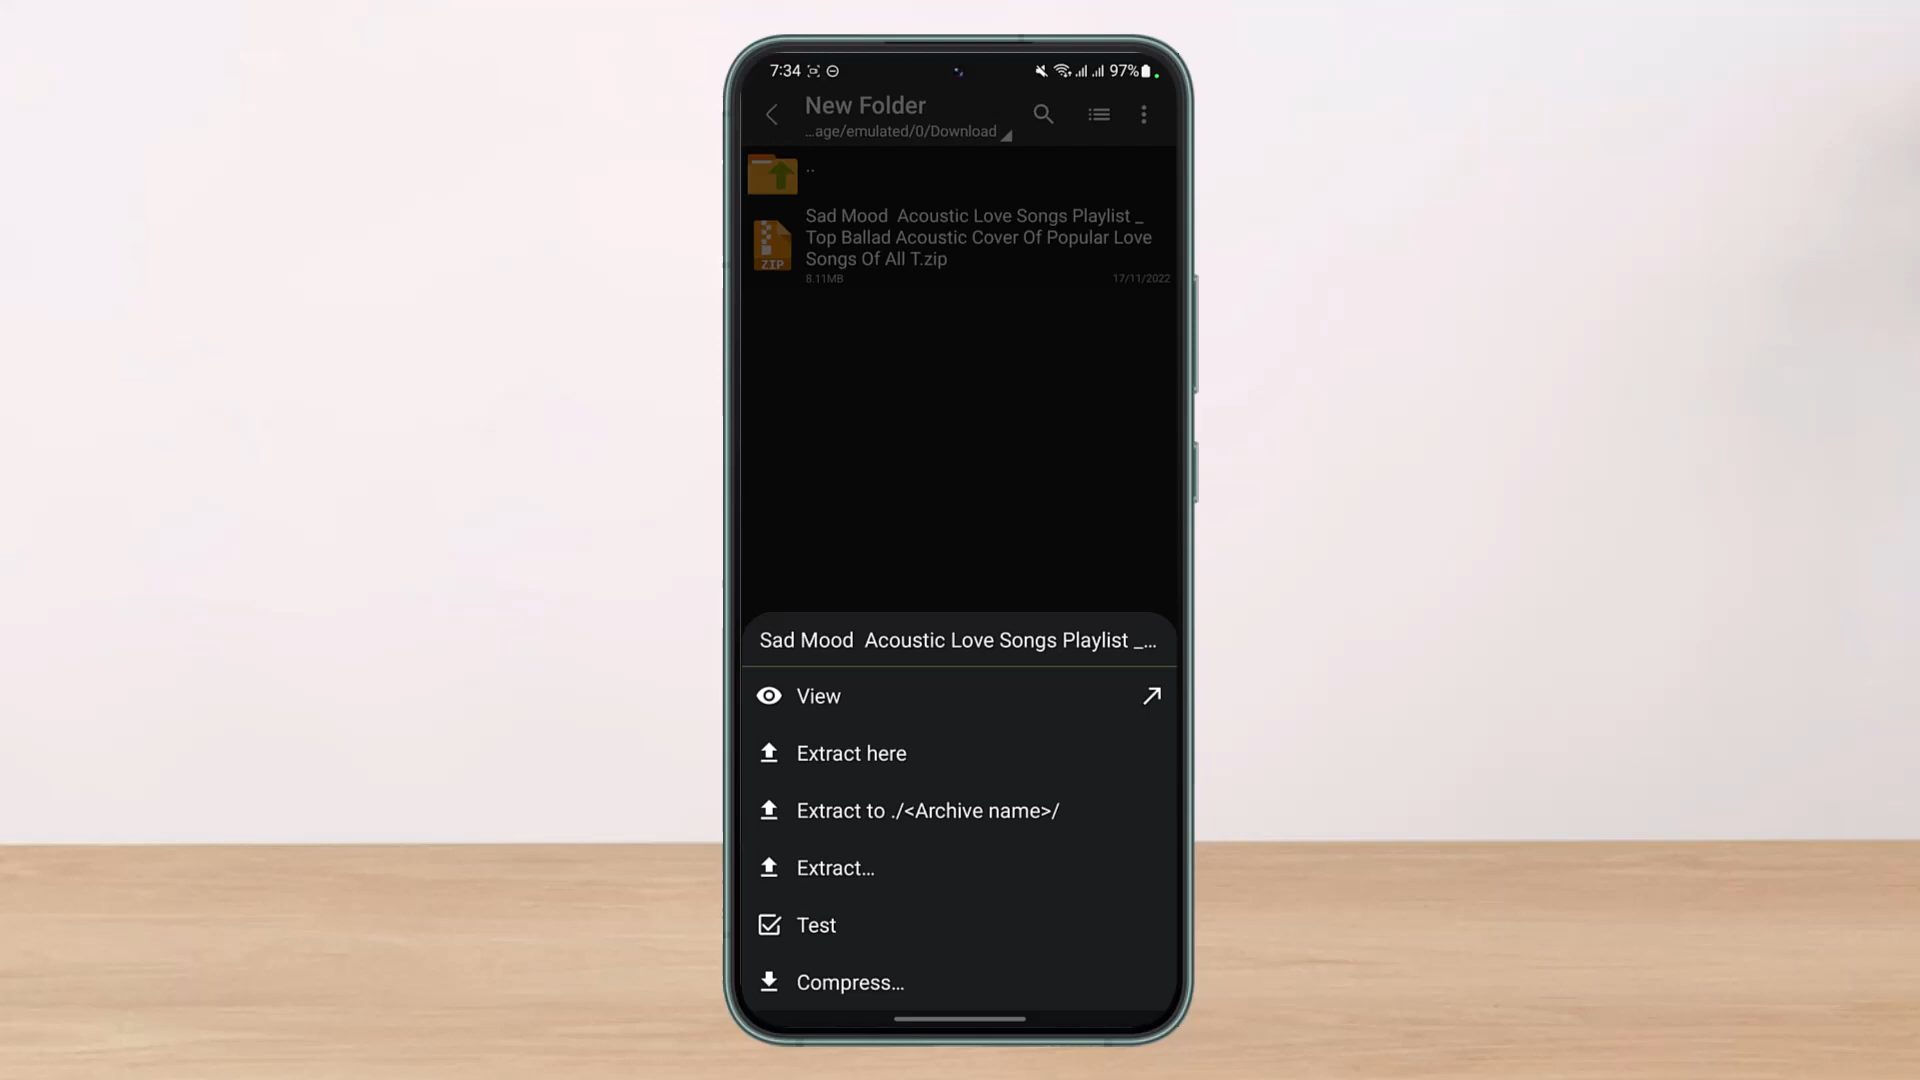 7:34
97%
New Folder
...age/emulated/0/Download
..
Sad Mood  Acoustic Love Songs Playlist _
Top Ballad Acoustic Cover Of Popular Love
Songs Of All T.zip
ZIP
8.11MB
17/11/2022
Sad Mood  Acoustic Love Songs Playlist _...
View
Extract here
Extract to ./<Archive name>/
Extract...
Test
Compress...